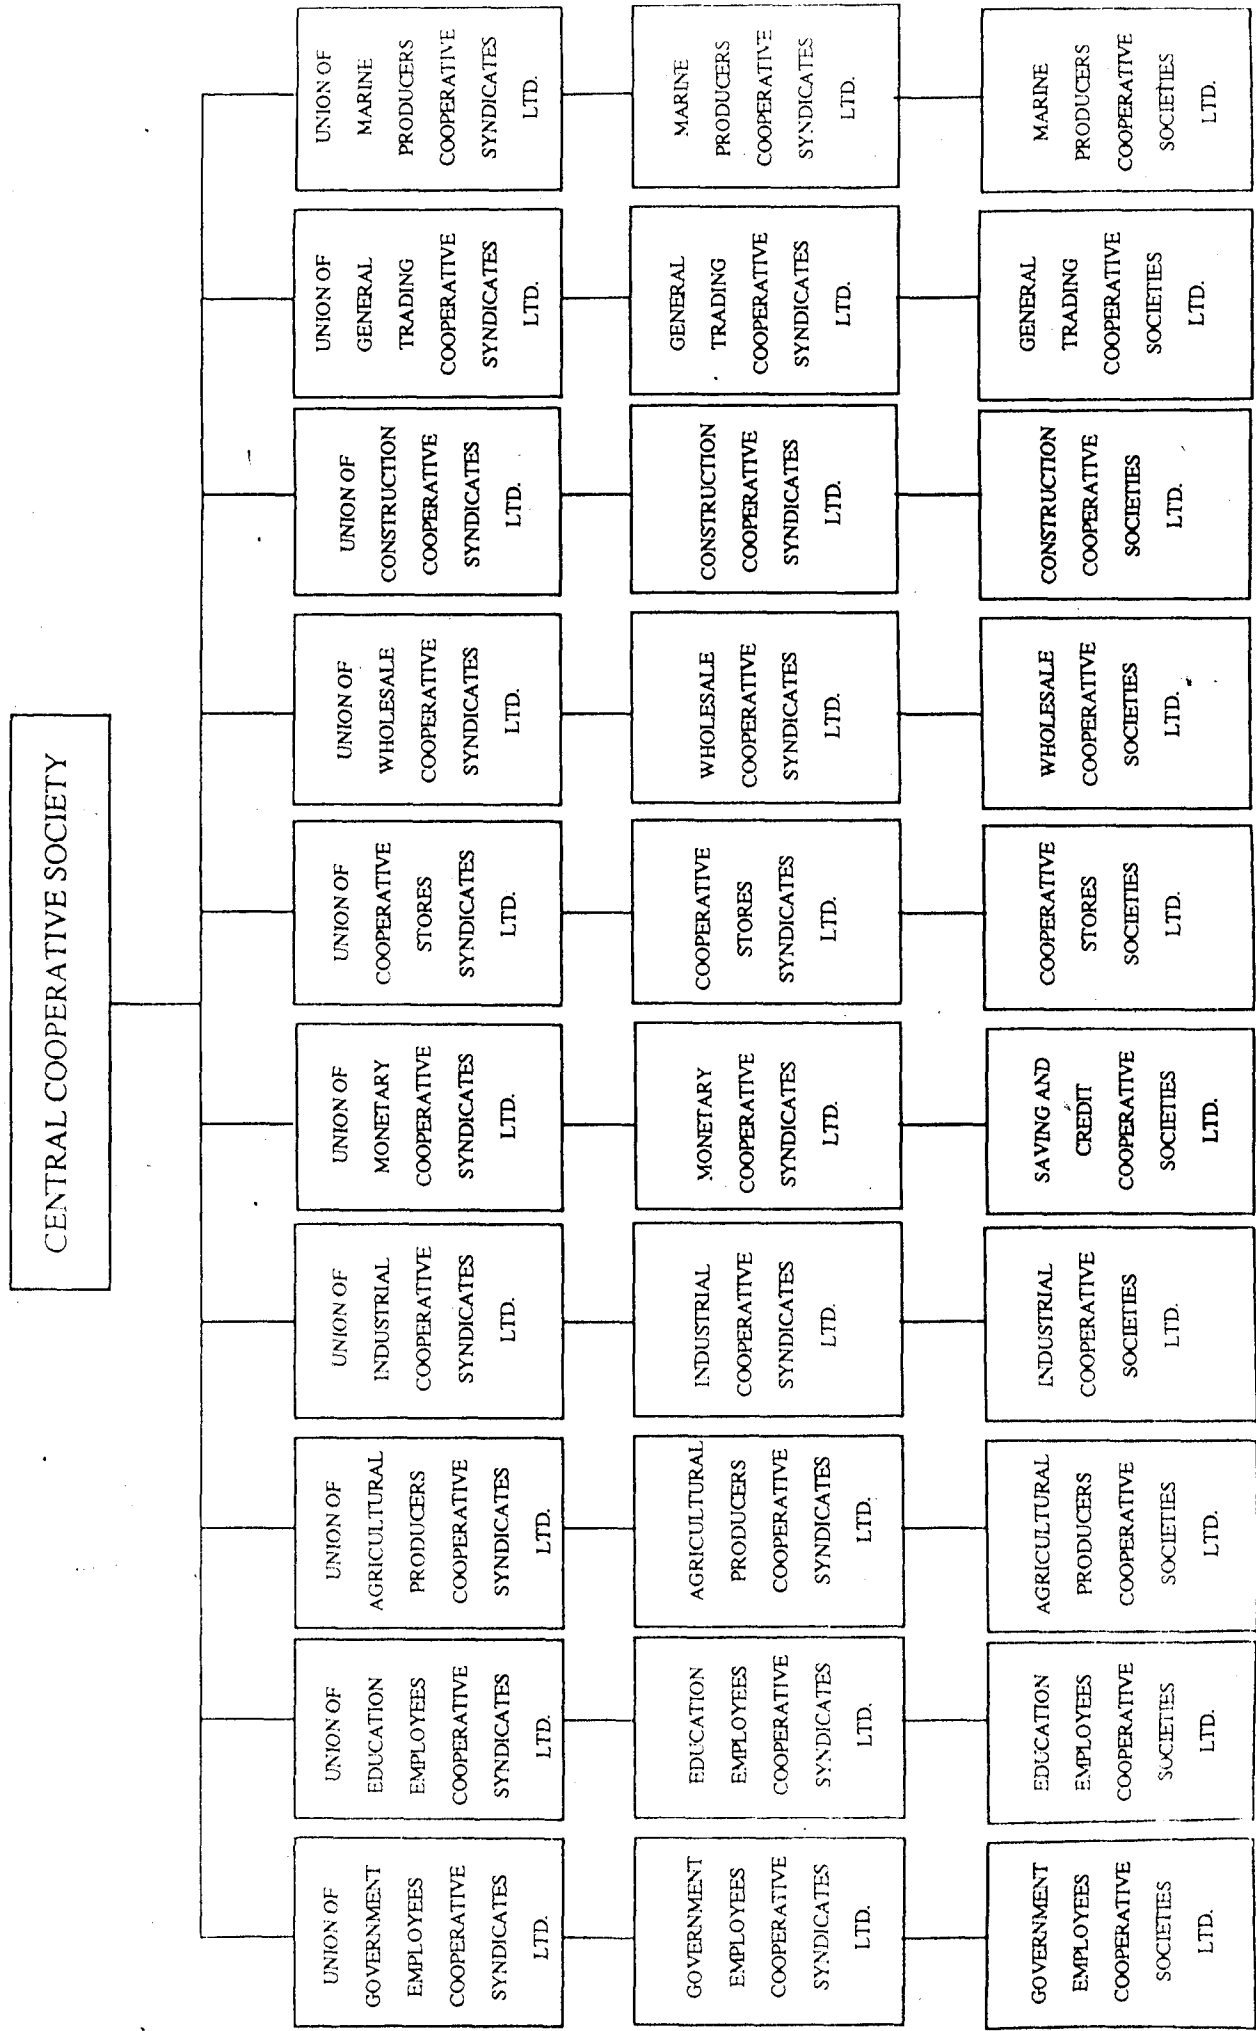 CENTRAL COOPERATIVE SOCIETY
UNION OF
GOVERNMENT
EMPLOYEES
COOPERATIVE
SYNDICATES
LTD.
UNION OF
EDUCATION
EMPLOYEES
COOPERATIVE
SYNDICATES
LTD.
UNION OF
AGRICULTURAL
PRODUCERS
COOPERATIVE
SYNDICATES
LTD.
UNION OF
INDUSTRIAL
COOPERATIVE
SYNDICATES
LTD.
UNION OF
MONETARY
COOPERATIVE
SYNDICATES
LTD.
UNION OF
COOPERATIVE
STORES
SYNDICATES
LTD.
UNION OF
WHOLESALE
COOPERATIVE
SYNDICATES
LTD.
UNION OF
CONSTRUCTION
COOPERATIVE
SYNDICATES
LTD.
UNION OF
GENERAL
TRADING
COOPERATIVE
SYNDICATES
LTD.
UNION OF
MARINE
PRODUCERS
COOPERATIVE
SYNDICATES
LTD.
GOVERNMENT
EMPLOYEES
COOPERATIVE
SYNDICATES
LTD.
EDUCATION
EMPLOYEES
COOPERATIVE
SYNDICATES
LTD.
AGRICULTURAL
PRODUCERS
COOPERATIVE
SYNDICATES
LTD.
INDUSTRIAL
COOPERATIVE
SYNDICATES
LTD.
MONETARY
COOPERATIVE
SYNDICATES
LTD.
COOPERATIVE
STORES
SYNDICATES
LTD.
WHOLESALE
COOPERATIVE
SYNDICATES
LTD.
CONSTRUCTION
COOPERATIVE
SYNDICATES
LTD.
GENERAL
TRADING
COOPERATIVE
SYNDICATES
LTD.
MARINE
PRODUCERS
COOPERATIVE
SYNDICATES
LTD.
GOVERNMENT
EMPLOYEES
COOPERATIVE
SOCIETIES
LTD.
EDUCATION
EMPLOYEES
COOPERATIVE
SOCIETIES
LTD.
AGRICULTURAL
PRODUCERS
COOPERATIVE
SOCIETIES
LTD.
INDUSTRIAL
COOPERATIVE
SOCIETIES
LTD.
SAVING AND
CREDIT
COOPERATIVE
SOCIETIES
LTD.
COOPERATIVE
STORES
SOCIETIES
LTD.
WHOLESALE
COOPERATIVE
SOCIETIES
LTD.
CONSTRUCTION
COOPERATIVE
SOCIETIES
LTD.
GENERAL
TRADING
COOPERATIVE
SOCIETIES
LTD.
MARINE
PRODUCERS
COOPERATIVE
SOCIETIES
LTD.